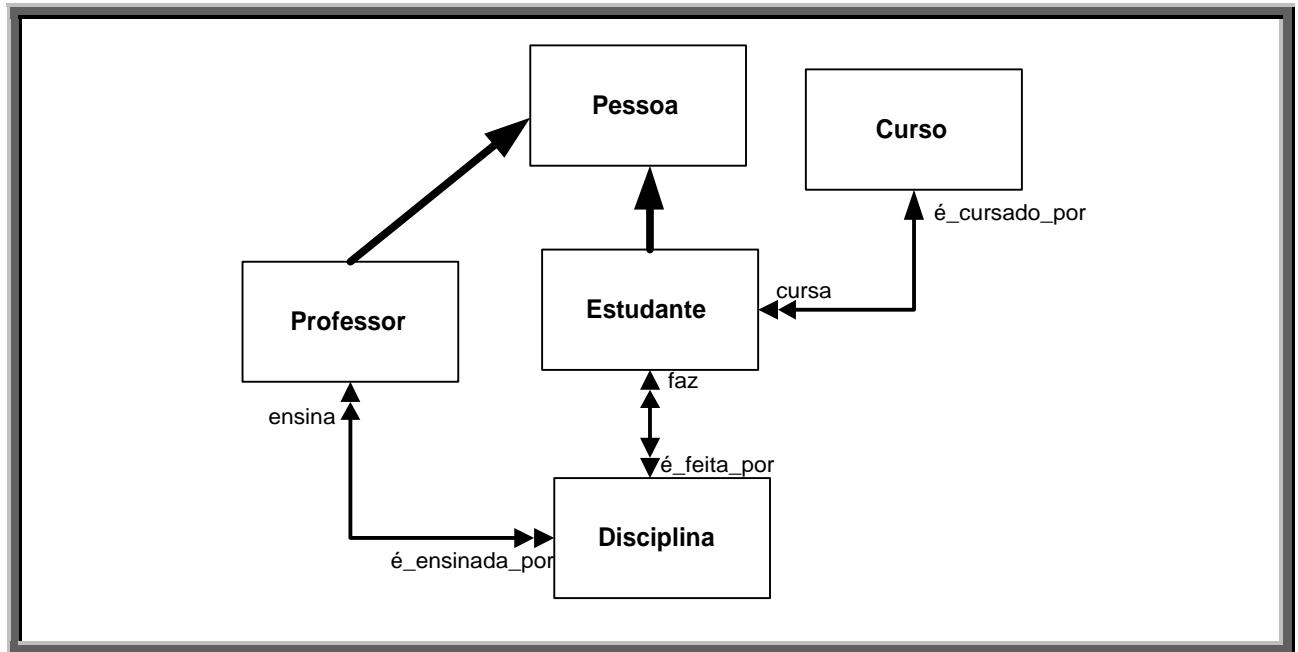 Pessoa
Curso
é_cursado_por
Professor
Estudante
cursa
ensina
faz
é_feita_por
Disciplina
é_ensinada_por